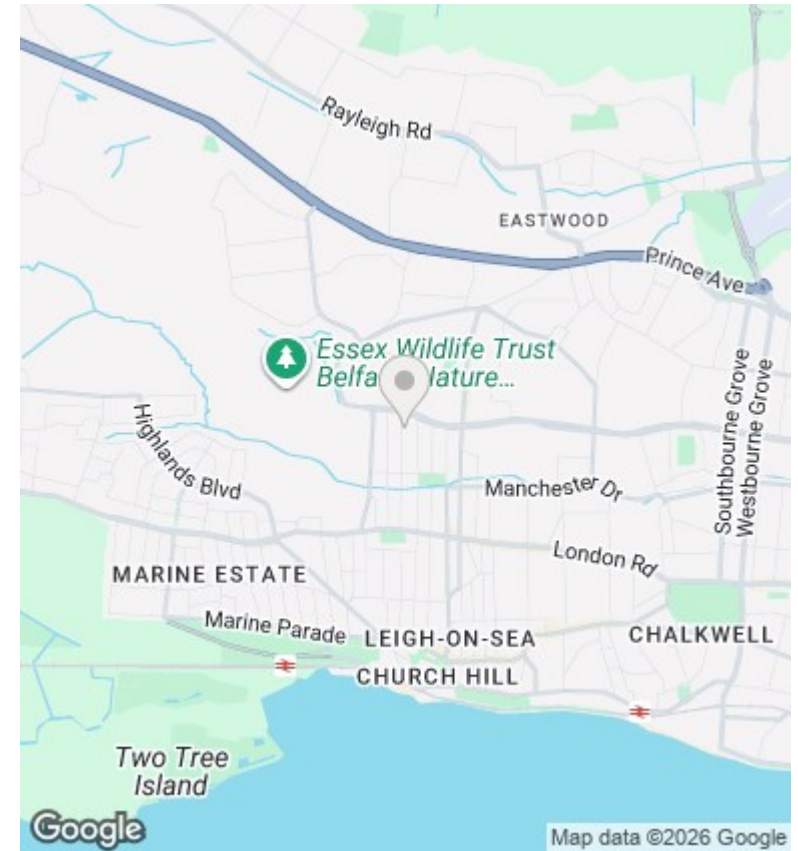 Rayleigh Rd
EASTWOOD
Prince Ave
Essex Wildlife Trust
Belfa Nature...
Southbourne Grove
Westbourne Grove
Highlands Blvd
Manchester Dr
London Rd
MARINE ESTATE
Marine Parade
LEIGH-ON-SEA
CHALKWELL
CHURCH HILL
Two Tree
Island
Google
Map data ©2026 Google